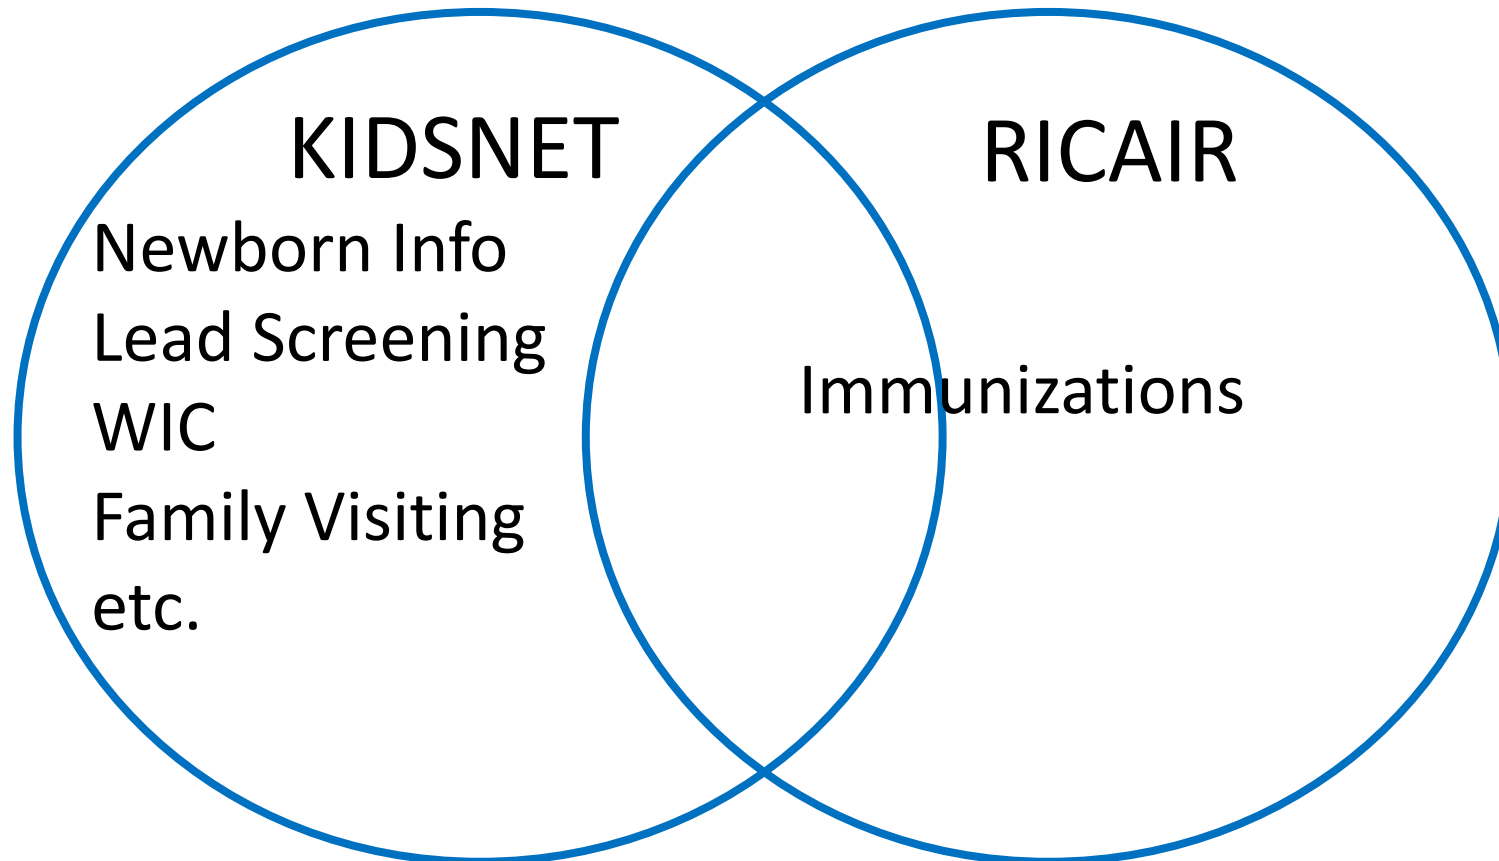 KIDSNET
Newborn Info
Lead Screening
WIC
Family Visiting
etc.
RICAIR
Immunizations